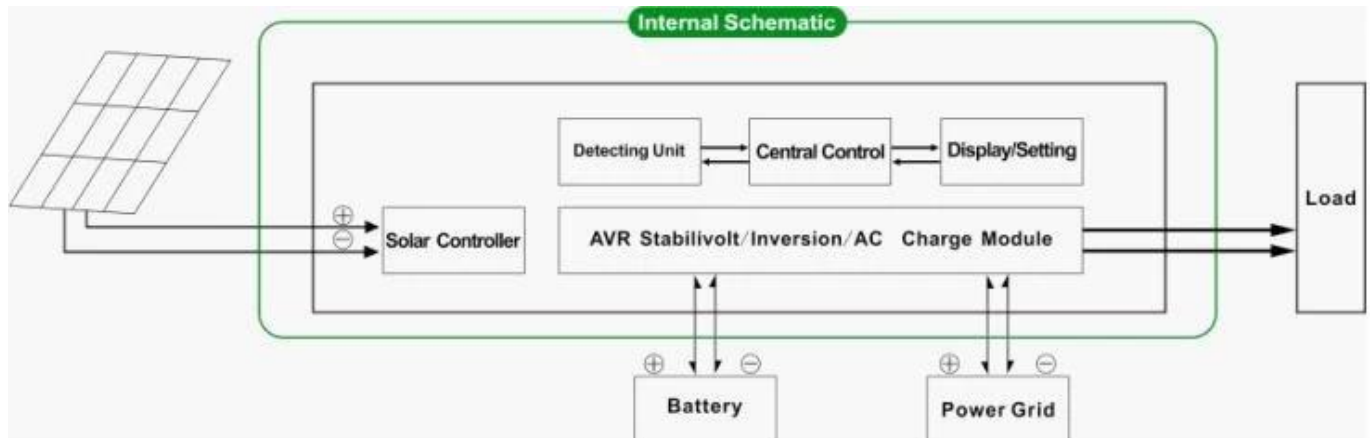 Internal Schematic
Detecting Unit
Central Control
Display/Setting
Load
⊕
⊖
Solar Controller
AVR Stabilivolt/Inversion/AC Charge Module
⊕ ⊖
⊕ ⊖
Battery
Power Grid